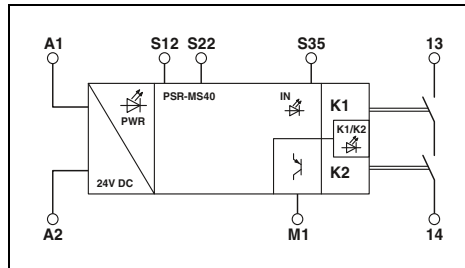 A1 S12 S22 S35 13
PSR-MS40 IN K1
PWR K1/K2
24V DC K2
A2 M1 14